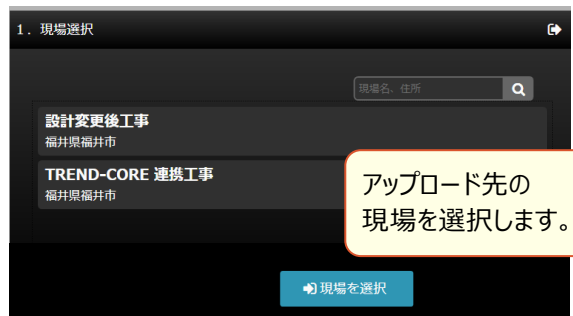 1. 現場選択
現場名、住所
設計変更後工事
福井県福井市
TREND-CORE 連携工事
福井県福井市
アップロード先の
現場を選択します。
現場を選択